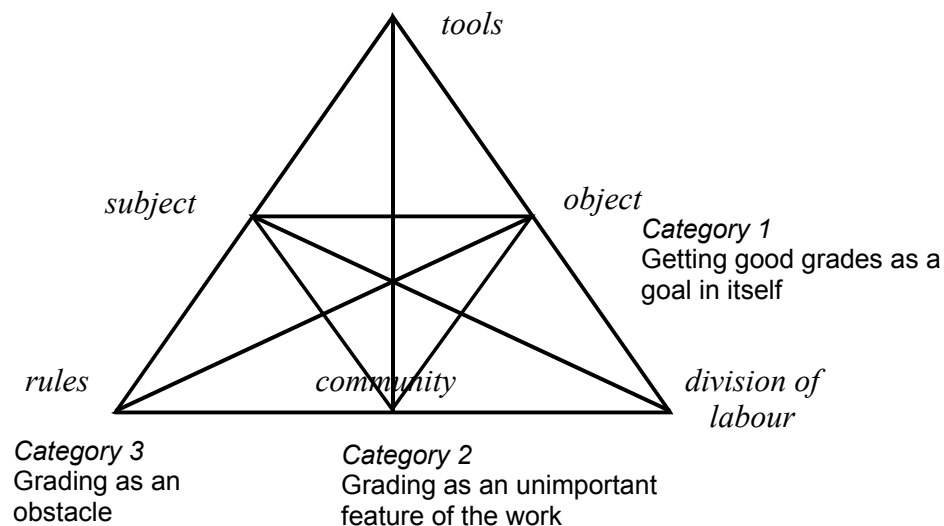 tools
subject
object
Category 1
Getting good grades as a
goal in itself
rules
community
division of
labour
Category 3
Grading as an
obstacle
Category 2
Grading as an unimportant
feature of the work